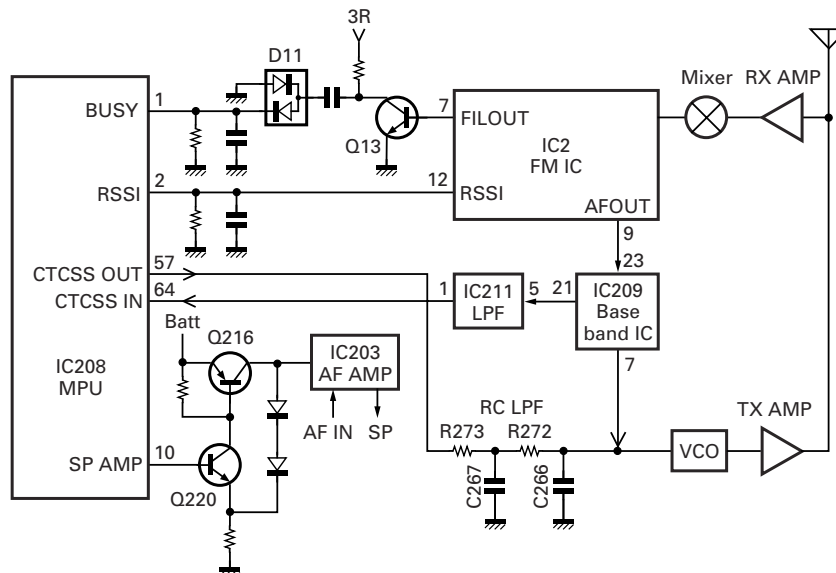 3R
D11
Mixer
RX AMP
BUSY
1
7
FILOUT
IC2
FM IC
Q13
RSSI
2
12
RSSI
AFOUT
9
23
57
CTCSS OUT
64
CTCSS IN
1
IC211
LPF
5
21
IC209
Base
band IC
7
Batt
Q216
IC208
MPU
IC203
AF AMP
AF IN
SP
RC LPF
R273
R272
TX AMP
VCO
SP AMP
10
Q220
C267
C266